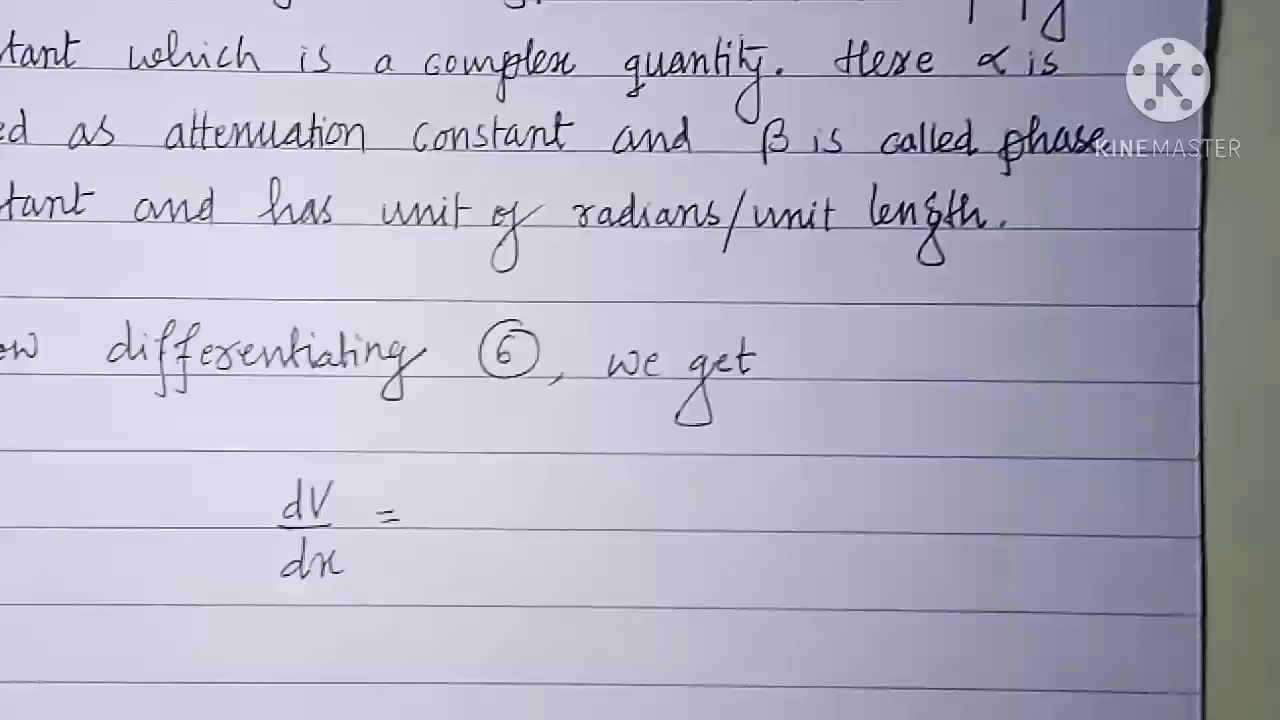 tant which is a complex quantity. Here α is
ed as attenuation constant and β is called phase
tant and has unit of radians/unit length.
ow differentiating ⑥, we get
dV
=
dx
K
KINEMASTER